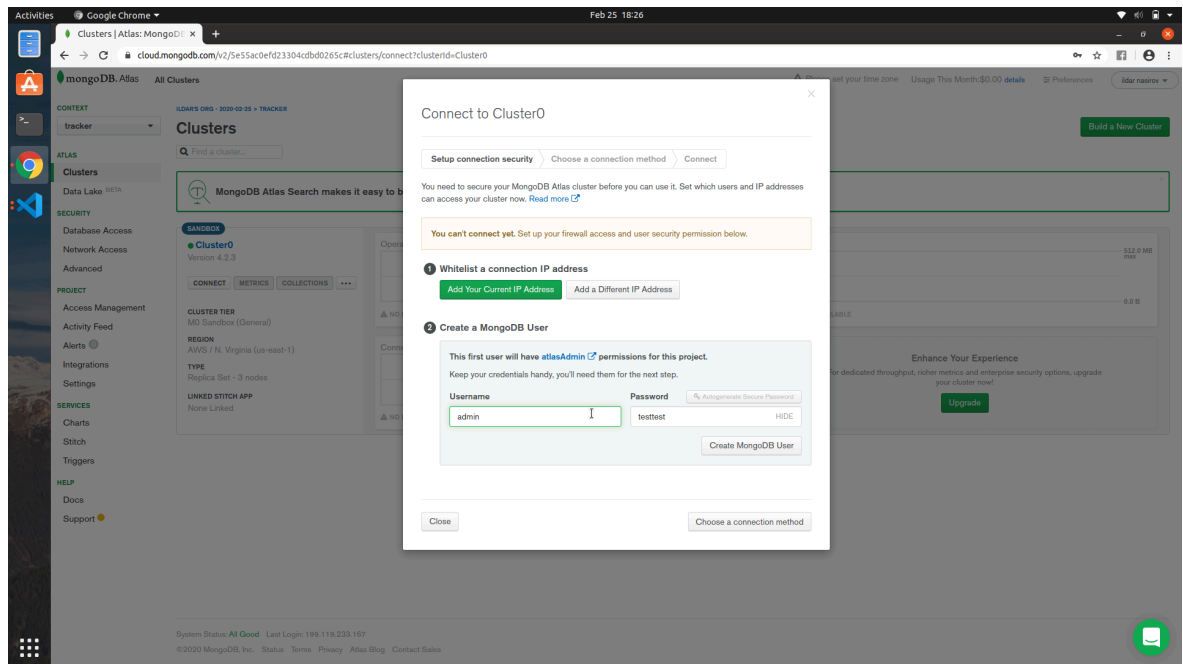 Activities
Google Chrome
Feb 25 18:26
Clusters | Atlas: MongoDB
cloud.mongodb.com/v2/5e55ac0efd23304cdbd0265c#clusters/connect?clusterId=Cluster0
mongoDB. Atlas
All Clusters
set your time zone
Usage This Month:$0.00 details
Preferences
ildar nasirov
CONTEXT
tracker
ATLAS
Clusters
Data Lake BETA
SECURITY
Database Access
Network Access
Advanced
PROJECT
Access Management
Activity Feed
Alerts 0
Integrations
Settings
SERVICES
Charts
Stitch
Triggers
HELP
Docs
Support
ILDAR'S ORG - 2020-02-25 > TRACKER
Clusters
Find a cluster...
Build a New Cluster
MongoDB Atlas Search makes it easy to b
SANDBOX
Cluster0
Version 4.2.3
CONNECT METRICS COLLECTIONS ...
CLUSTER TIER
M0 Sandbox (General)
REGION
AWS / N. Virginia (us-east-1)
TYPE
Replica Set - 3 nodes
LINKED STITCH APP
None Linked
Opera
Conne
512.0 MB
max
0.0 B
Enhance Your Experience
For dedicated throughput, richer metrics and enterprise security options, upgrade
your cluster now!
Upgrade
Connect to Cluster0
Setup connection security
Choose a connection method
Connect
You need to secure your MongoDB Atlas cluster before you can use it. Set which users and IP addresses
can access your cluster now. Read more
You can't connect yet. Set up your firewall access and user security permission below.
1 Whitelist a connection IP address
Add Your Current IP Address
Add a Different IP Address
2 Create a MongoDB User
This first user will have atlasAdmin permissions for this project.
Keep your credentials handy, you'll need them for the next step.
Username
Password
Autogenerate Secure Password
admin
testtest
HIDE
Create MongoDB User
Close
Choose a connection method
System Status: All Good Last Login: 199.119.233.167
©2020 MongoDB, Inc. Status Terms Privacy Atlas Blog Contact Sales